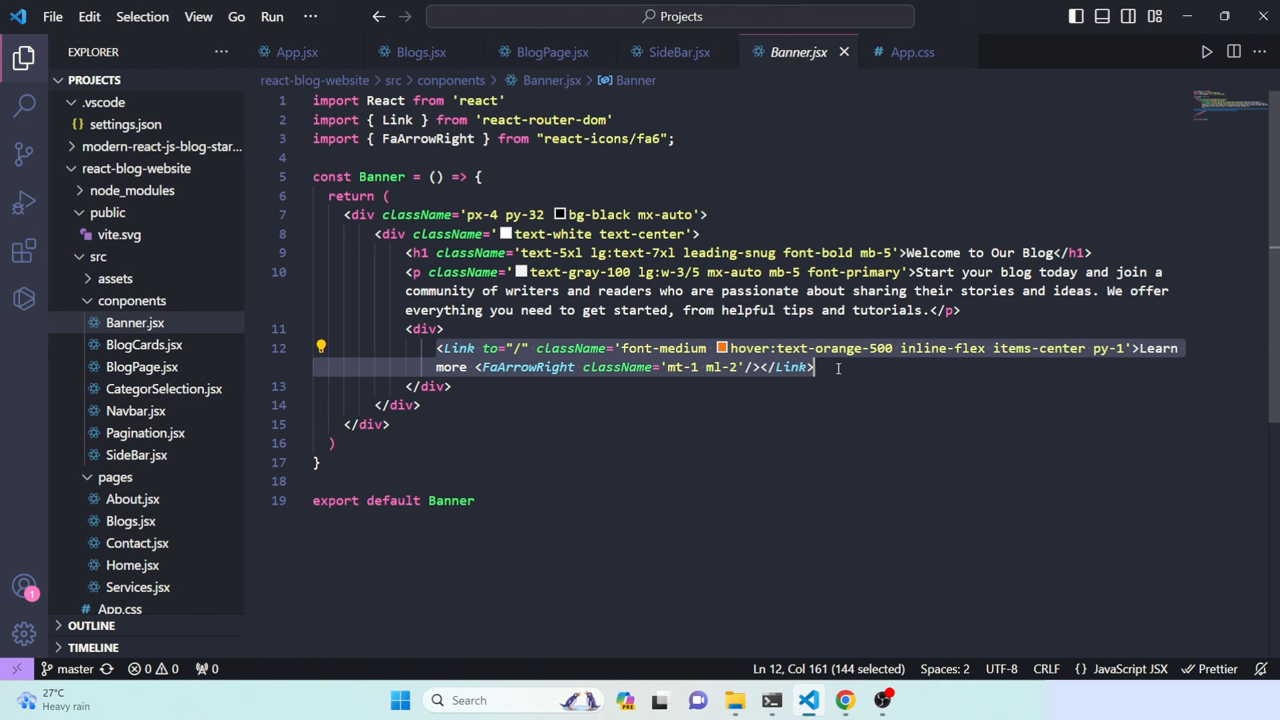 File Edit Selection View Go Run ··· Projects
EXPLORER ···
App.jsx Blogs.jsx BlogPage.jsx SideBar.jsx Banner.jsx App.css
PROJECTS
.vscode
settings.json
modern-react-js-blog-star...
react-blog-website
node_modules
public
vite.svg
src
assets
conponents
Banner.jsx
BlogCards.jsx
BlogPage.jsx
CategorSelection.jsx
Navbar.jsx
Pagination.jsx
SideBar.jsx
pages
About.jsx
Blogs.jsx
Contact.jsx
Home.jsx
Services.jsx
App.css
OUTLINE
TIMELINE
react-blog-website > src > conponents > Banner.jsx > Banner
1 import React from 'react'
2 import { Link } from 'react-router-dom'
3 import { FaArrowRight } from "react-icons/fa6";
4
5 const Banner = () => {
6 return (
7 <div className='px-4 py-32 bg-black mx-auto'>
8 <div className='text-white text-center'>
9 <h1 className='text-5xl lg:text-7xl leading-snug font-bold mb-5'>Welcome to Our Blog</h1>
10 <p className='text-gray-100 lg:w-3/5 mx-auto mb-5 font-primary'>Start your blog today and join a
community of writers and readers who are passionate about sharing their stories and ideas. We offer
everything you need to get started, from helpful tips and tutorials.</p>
11 <div>
12 <Link to="/" className='font-medium hover:text-orange-500 inline-flex items-center py-1'>Learn
more <FaArrowRight className='mt-1 ml-2'/></Link>
13 </div>
14 </div>
15 </div>
16 )
17 }
18
19 export default Banner
1
master 0 0 0 Ln 12, Col 161 (144 selected) Spaces: 2 UTF-8 CRLF {} JavaScript JSX Prettier
27°C
Heavy rain
Search
PRE